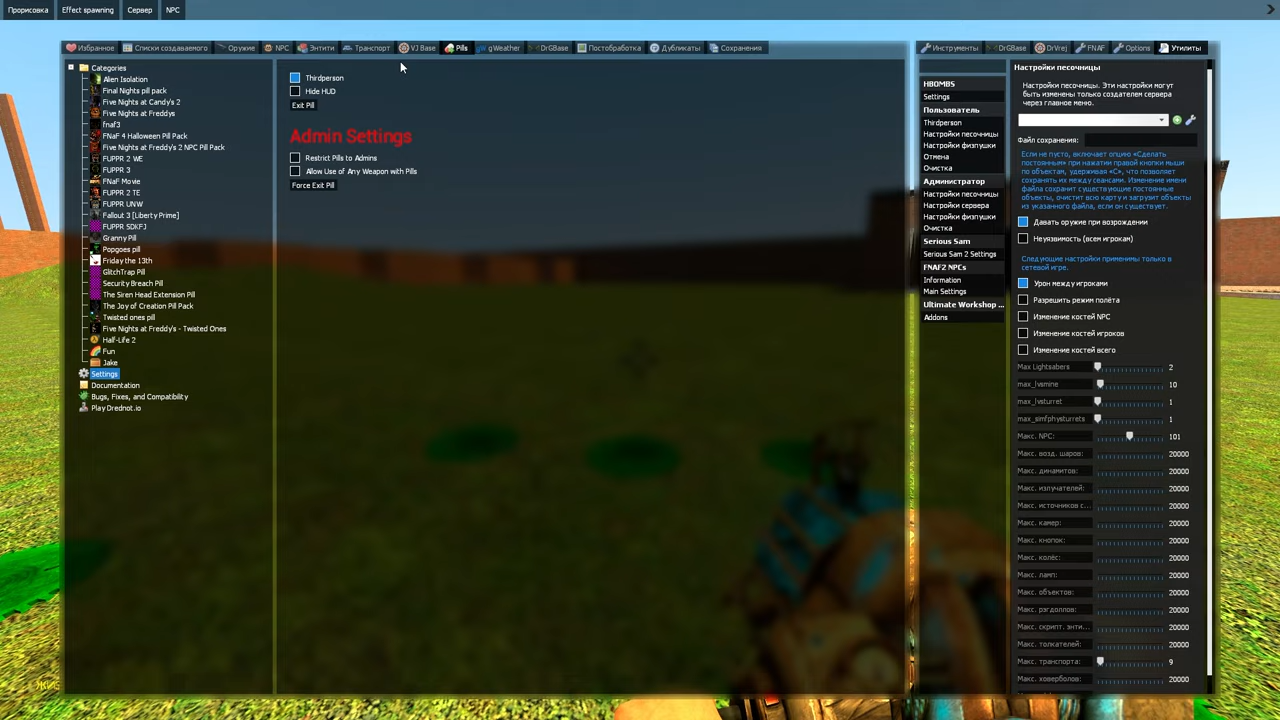 Прорисовка
Effect spawning
Сервер
NPC
Избранное
Списки создаваемого
Оружие
NPC
Энтити
Транспорт
VJ Base
Pills
gWeather
DrGBase
Постобработка
Дубликаты
Сохранения
Categories
Alien Isolation
Final Nights pill pack
Five Nights at Candy's 2
Five Nights at Freddys
fnaf3
FNaF 4 Halloween Pill Pack
Five Nights at Freddy's 2 NPC Pill Pack
FUPPR 2 WE
FUPPR 3
FNaF Movie
FUPPR 2 TE
FUPPR UNW
Fallout 3 [Liberty Prime]
FUPPR SDKFJ
Granny Pill
Popgoes pill
Friday the 13th
GlitchTrap Pill
Security Breach Pill
The Siren Head Extension Pill
The Joy of Creation Pill Pack
Twisted ones pill
Five Nights at Freddy's - Twisted Ones
Half-Life 2
Fun
Jake
Settings
Documentation
Bugs, Fixes, and Compatibility
Play Drednot.io
Thirdperson
Hide HUD
Exit Pill
Admin Settings
Restrict Pills to Admins
Allow Use of Any Weapon with Pills
Force Exit Pill
Инструменты
DrGBase
DrVrej
FNAF
Options
Утилиты
HBOMBS
Settings
Пользователь
Thirdperson
Настройки песочницы
Настройки физпушки
Отмена
Очистка
Администратор
Настройки песочницы
Настройки сервера
Настройки физпушки
Очистка
Serious Sam
Serious Sam 2 Settings
FNAF2 NPCs
Information
Main Settings
Ultimate Workshop ...
Addons
Настройки песочницы
Настройки песочницы. Эти настройки могут
быть изменены только создателем сервера
через главное меню.
Файл сохранения:
Если не пусто, включает опцию «Сделать
постоянным» при нажатии правой кнопки мыши
по объектам, удерживая «C», что позволяет
сохранять их между сеансами. Изменение имени
файла сохранит существующие постоянные
объекты, очистит всю карту и загрузит объекты
из указанного файла, если он существует.
Давать оружие при возрождении
Неуязвимость (всем игрокам)
Следующие настройки применимы только в
сетевой игре.
Урон между игроками
Разрешить режим полёта
Изменение костей NPC
Изменение костей игроков
Изменение костей всего
Max Lightsabers 2
max_lvsmine 10
max_lvsturret 1
max_simfphysturrets 1
Макс. NPC: 101
Макс. возд. шаров: 20000
Макс. динамитов: 20000
Макс. излучателей: 20000
Макс. источников с... 20000
Макс. камер: 20000
Макс. кнопок: 20000
Макс. колёс: 20000
Макс. ламп: 20000
Макс. объектов: 20000
Макс. рэгдоллов: 20000
Макс. скрипт. энти... 20000
Макс. толкателей: 20000
Макс. транспорта: 9
Макс. ховерболов: 20000